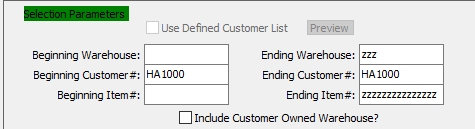 Selection Parameters
Use Defined Customer List Preview
Beginning Warehouse: Ending Warehouse: zzz
Beginning Customer#: HA1000 Ending Customer#: HA1000
Beginning Item#: Ending Item#: zzzzzzzzzzzzzzz
Include Customer Owned Warehouse?